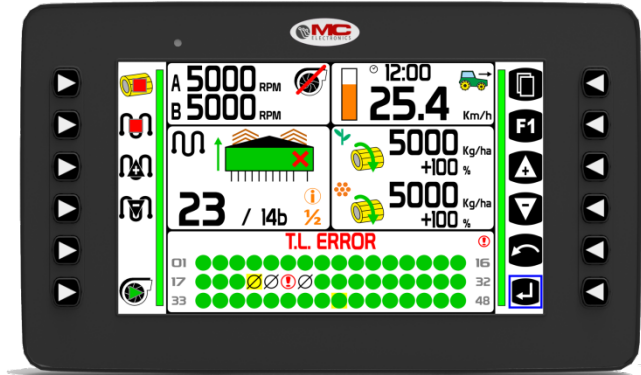 MC
ELECTRONICS
A 5000 RPM
B 5000 RPM
12:00
25.4 Km/h
F1
23 / 14b
i
1/2
5000 Kg/ha
+100 %
5000 Kg/ha
+100 %
T.L. ERROR
01 16
17 32
33 48